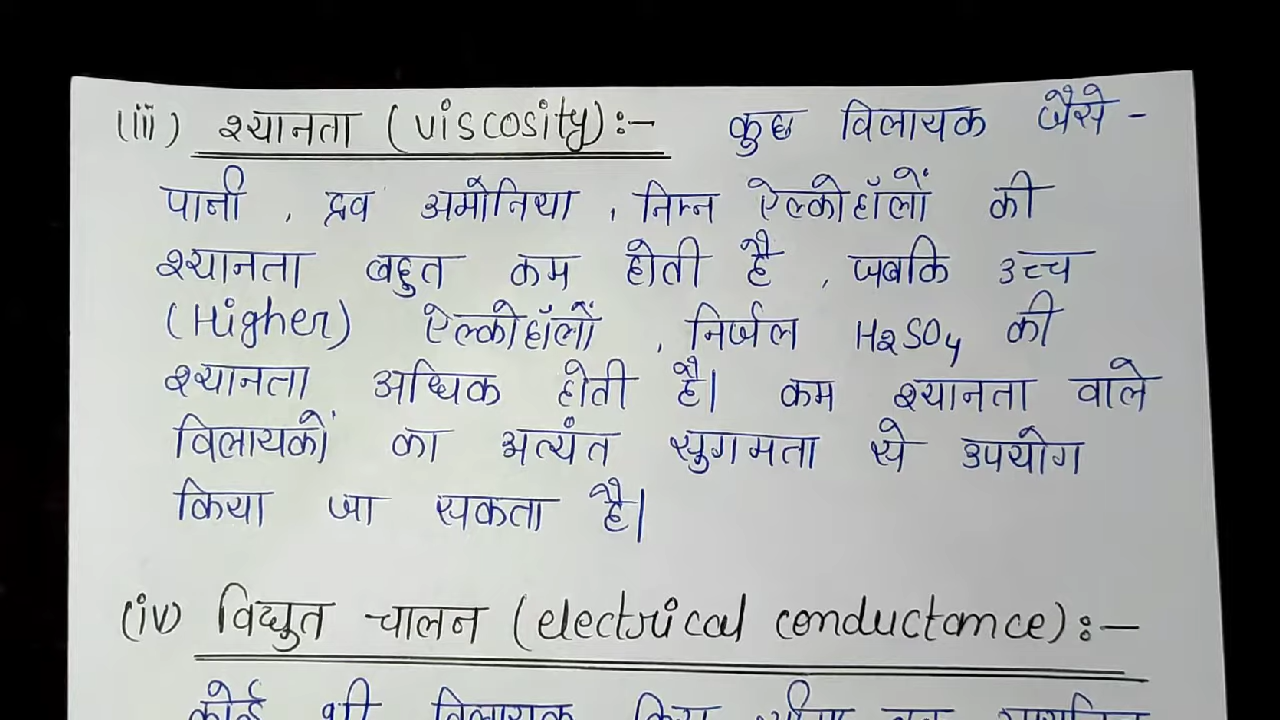 (iii) श्यानता (viscosity):- कुछ विलायक जैसे -
पानी , द्रव अमोनिया , निम्न ऐल्कोहॉलों की
श्यानता बहुत कम होती है , जबकि उच्च
(Higher) ऐल्कोहॉलों , निर्जल H2SO4 की
श्यानता अधिक होती है। कम श्यानता वाले
विलायकों का अत्यंत सुगमता से उपयोग
किया जा सकता है।
(iv) विद्युत चालन (electrical conductance):-
कोई भी विलायक किस